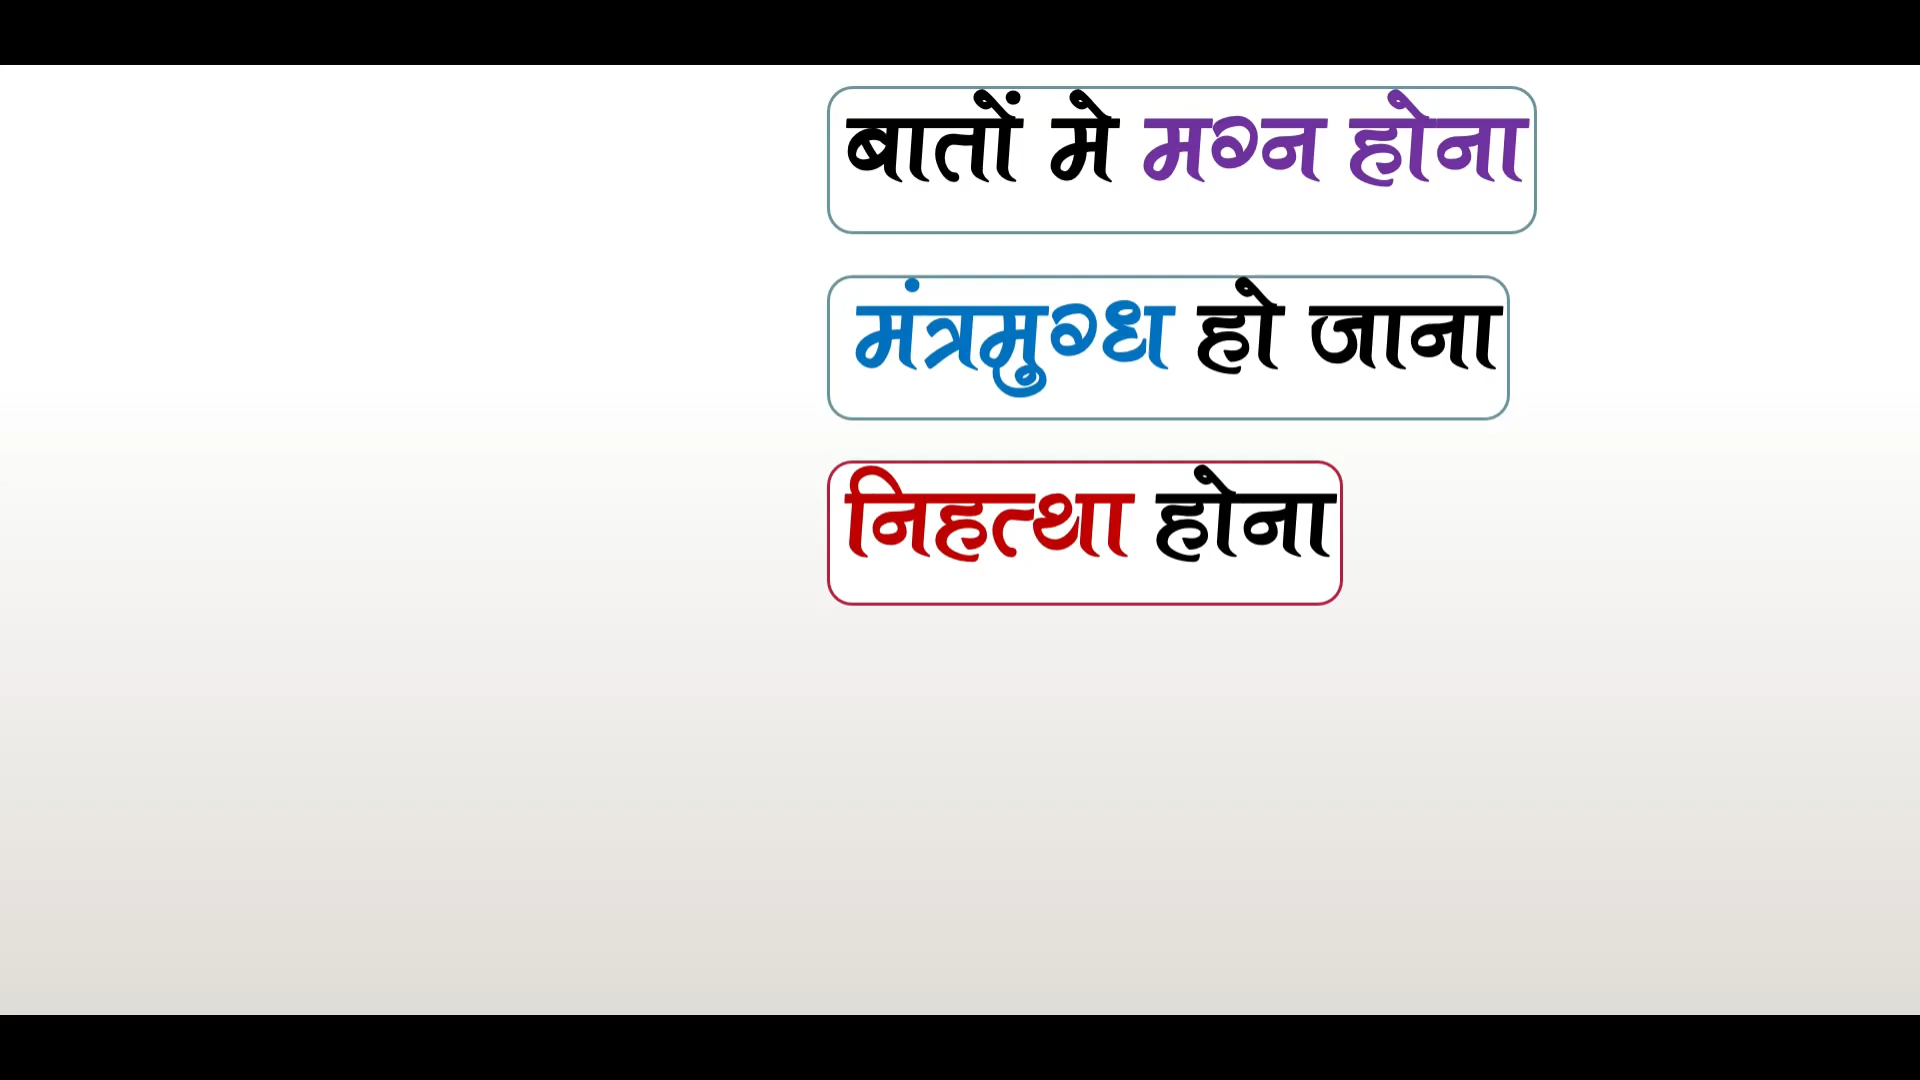 बातों मे मग्न होना
मंत्रमुग्ध हो जाना
निहत्था होना